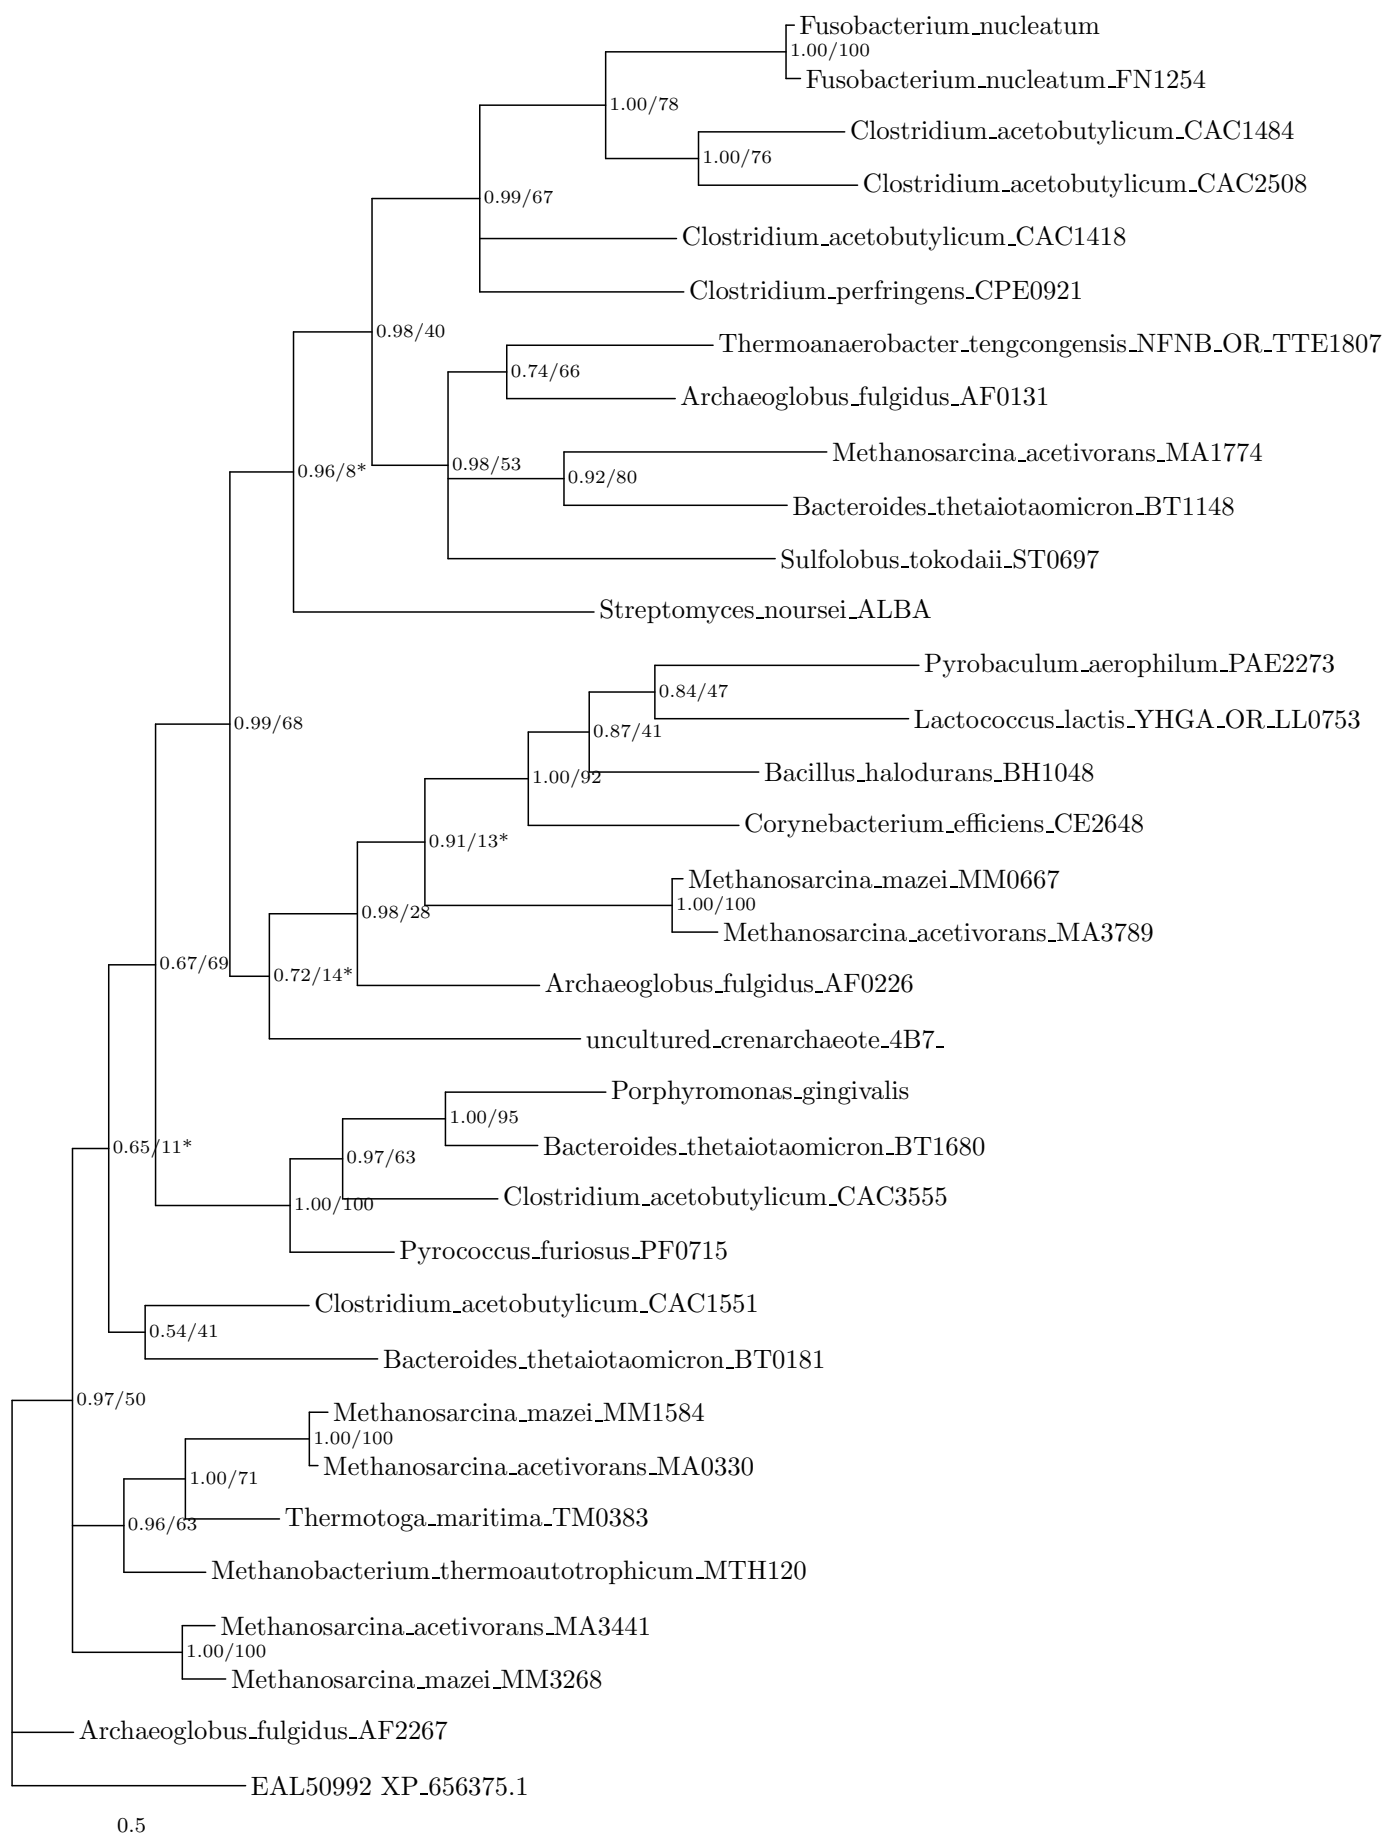 Fusobacterium_nucleatum
1.00/100
Fusobacterium_nucleatum_FN1254
1.00/78
Clostridium_acetobutylicum_CAC1484
1.00/76
Clostridium_acetobutylicum_CAC2508
0.99/67
Clostridium_acetobutylicum_CAC1418
Clostridium_perfringens_CPE0921
0.98/40
Thermoanaerobacter_tengcongensis_NFNB_OR_TTE1807
0.74/66
Archaeoglobus_fulgidus_AF0131
Methanosarcina_acetivorans_MA1774
0.98/53
0.96/8*
0.92/80
Bacteroides_thetaiotaomicron_BT1148
Sulfolobus_tokodaii_ST0697
Streptomyces_noursei_ALBA
Pyrobaculum_aerophilum_PAE2273
0.84/47
Lactococcus_lactis_YHGA_OR_LL0753
0.99/68
0.87/41
Bacillus_halodurans_BH1048
1.00/92
Corynebacterium_efficiens_CE2648
0.91/13*
Methanosarcina_mazei_MM0667
1.00/100
0.98/28
Methanosarcina_acetivorans_MA3789
0.67/69
0.72/14*
Archaeoglobus_fulgidus_AF0226
uncultured_crenarchaeote_4B7_
Porphyromonas_gingivalis
1.00/95
Bacteroides_thetaiotaomicron_BT1680
0.65/11*
0.97/63
Clostridium_acetobutylicum_CAC3555
1.00/100
Pyrococcus_furiosus_PF0715
Clostridium_acetobutylicum_CAC1551
0.54/41
Bacteroides_thetaiotaomicron_BT0181
0.97/50
Methanosarcina_mazei_MM1584
1.00/100
Methanosarcina_acetivorans_MA0330
1.00/71
Thermotoga_maritima_TM0383
0.96/63
Methanobacterium_thermoautotrophicum_MTH120
Methanosarcina_acetivorans_MA3441
1.00/100
Methanosarcina_mazei_MM3268
Archaeoglobus_fulgidus_AF2267
EAL50992 XP_656375.1
0.5